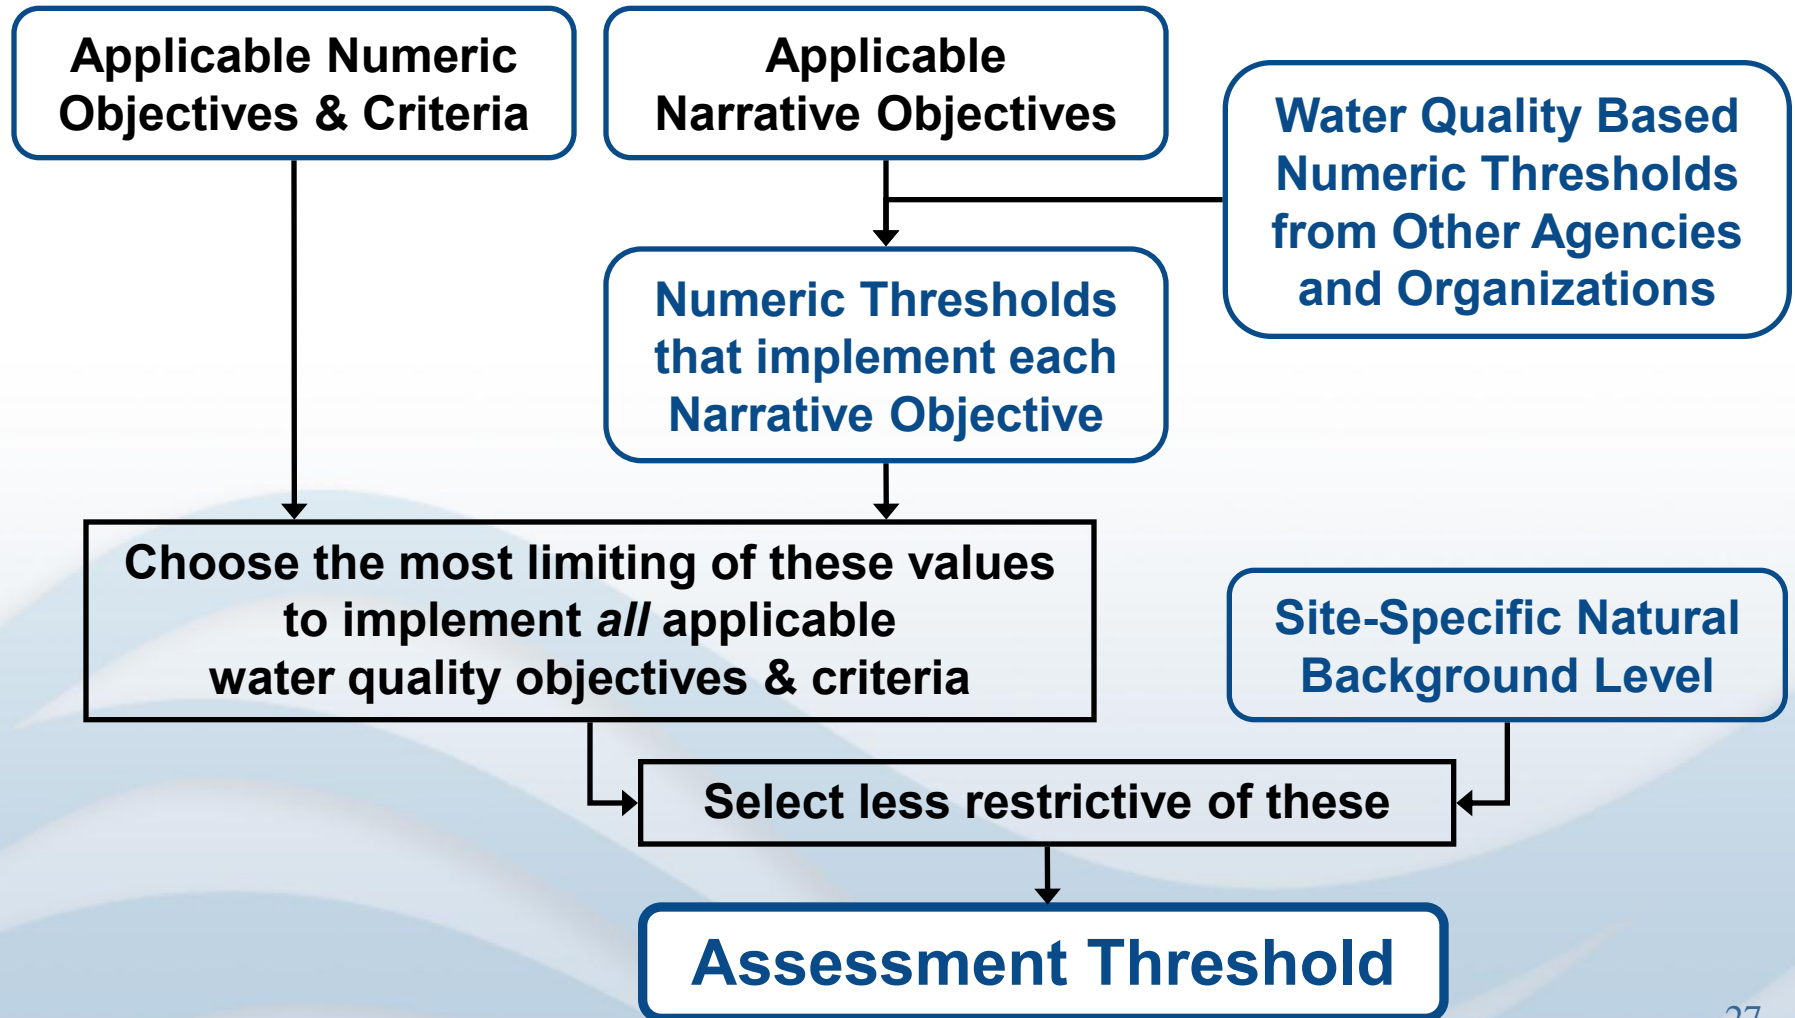 Applicable Numeric
Objectives & Criteria
Applicable
Narrative Objectives
Water Quality Based
Numeric Thresholds
from Other Agencies
and Organizations
Numeric Thresholds
that implement each
Narrative Objective
Choose the most limiting of these values
to implement all applicable
water quality objectives & criteria
Site-Specific Natural
Background Level
Select less restrictive of these
Assessment Threshold
27